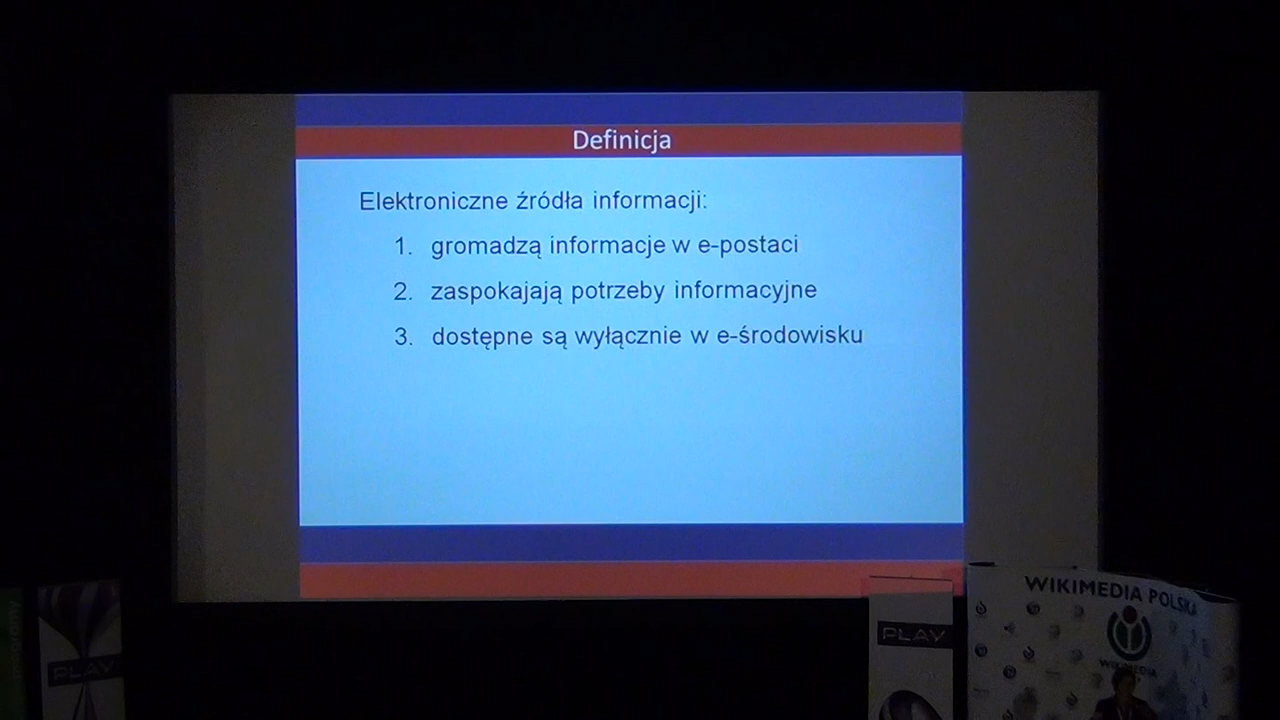 Definicja
Elektroniczne źródła informacji:
1. gromadzą informacje w e-postaci
2. zaspokajają potrzeby informacyjne
3. dostępne są wyłącznie w e-środowisku
WIKIMEDIA POLSKA
PLAY
WIKIMEDIA
PLAY